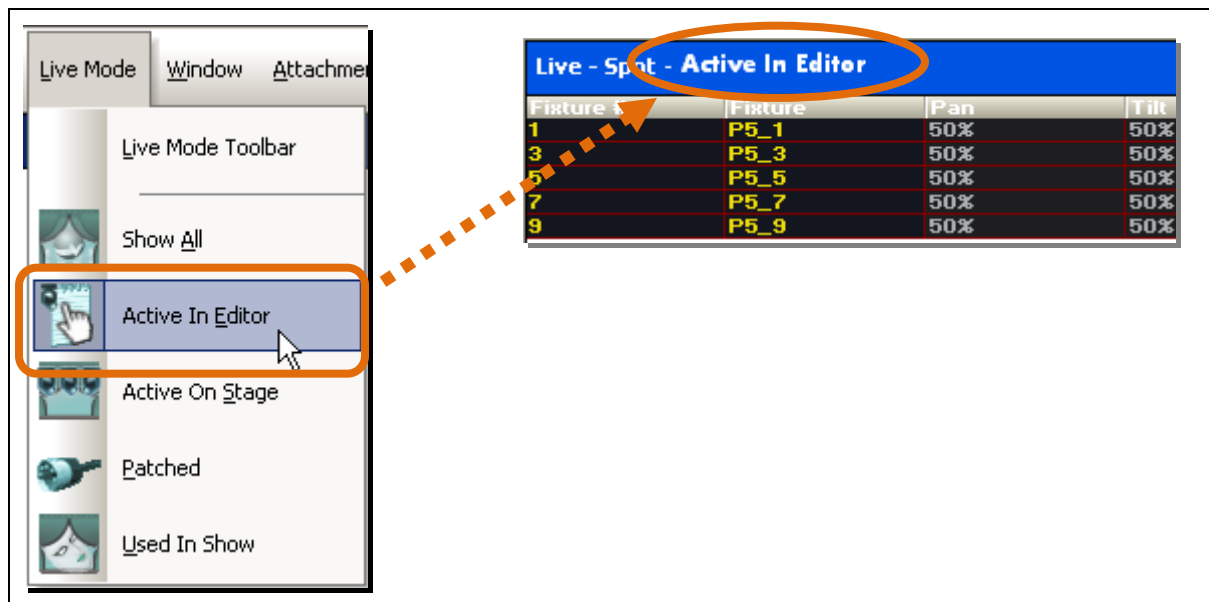 Live Mode Window Attachme
Live Mode Toolbar
Show All
Active In Editor
Active On Stage
Patched
Used In Show
Live - Spot - Active In Editor
Fixture # Fixture Pan Tilt
1 P5_1 50% 50%
3 P5_3 50% 50%
5 P5_5 50% 50%
7 P5_7 50% 50%
9 P5_9 50% 50%